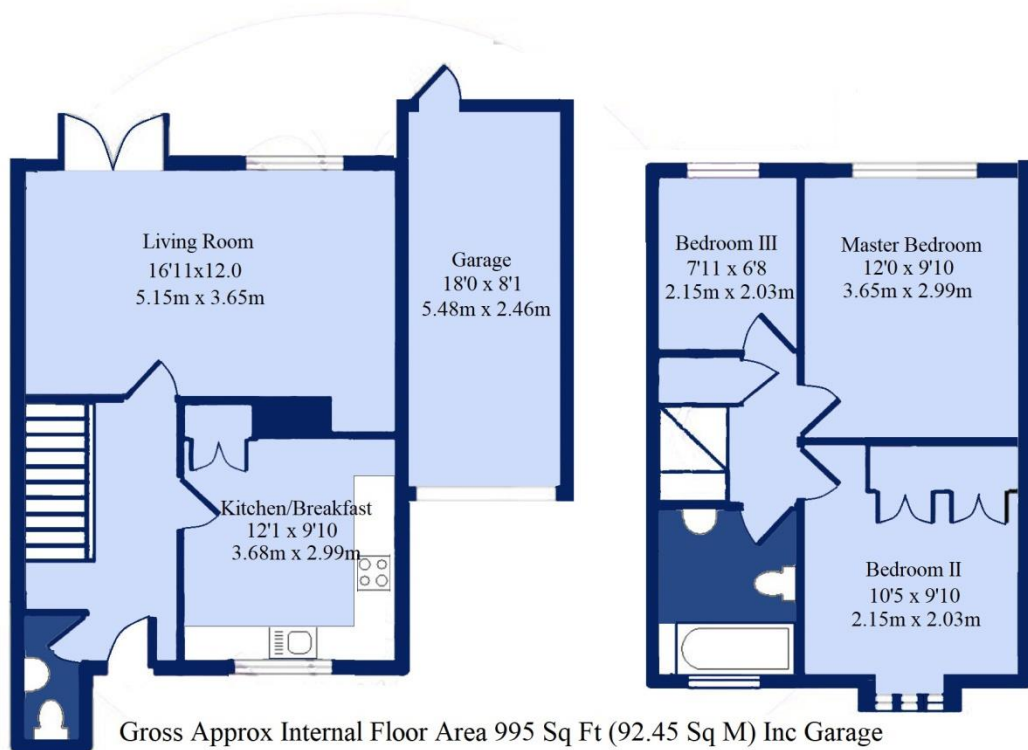 Living Room
16'11x12.0
5.15m x 3.65m
Garage
18'0 x 8'1
5.48m x 2.46m
Kitchen/Breakfast
12'1 x 9'10
3.68m x 2.99m
Bedroom III
7'11 x 6'8
2.15m x 2.03m
Master Bedroom
12'0 x 9'10
3.65m x 2.99m
Bedroom II
10'5 x 9'10
2.15m x 2.03m
Gross Approx Internal Floor Area 995 Sq Ft (92.45 Sq M) Inc Garage